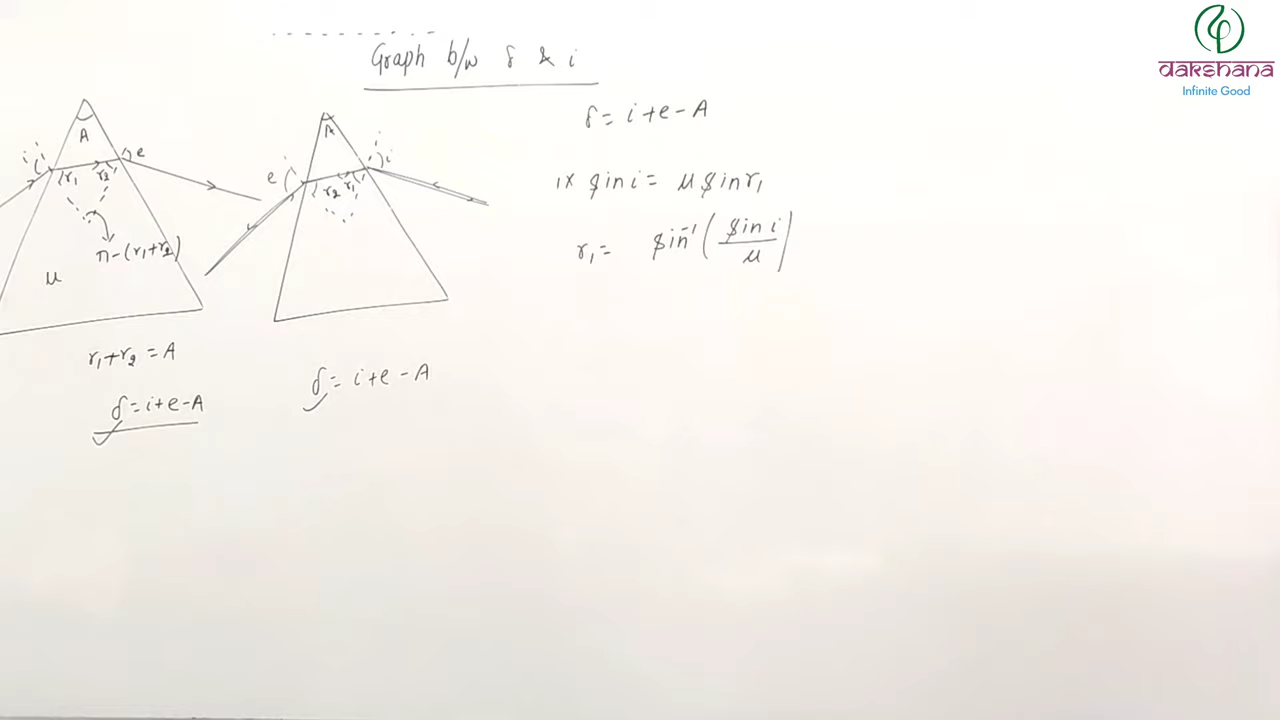 Graph b/w δ & i
A
i
r₁
r₂
e
π-(r₁+r₂)
μ
r₁+r₂ = A
δ = i+e-A
A
e
r₂
r₁
i
δ = i+e-A
δ = i+e-A
1x sin i = μ sin r₁
r₁ = sin⁻¹(sin i/μ)
dakshana
Infinite Good